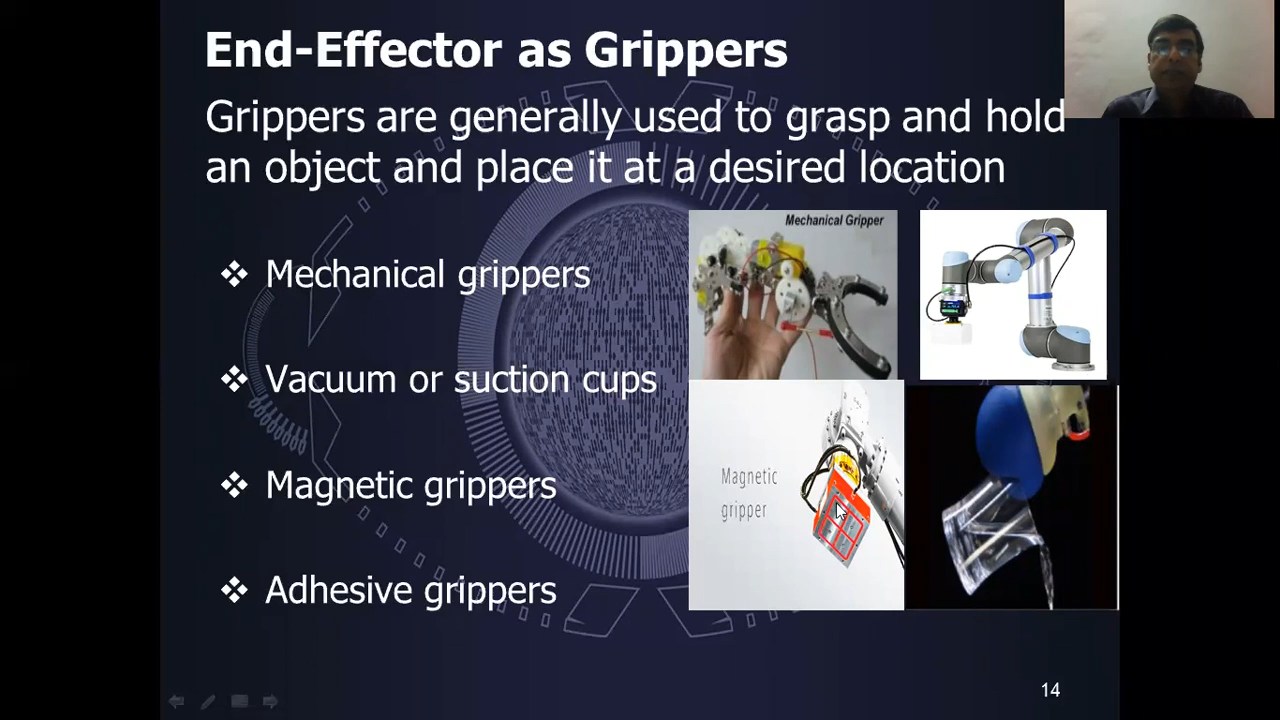 End-Effector as Grippers
Grippers are generally used to grasp and hold
an object and place it at a desired location
❖ Mechanical grippers
❖ Vacuum or suction cups
❖ Magnetic grippers
❖ Adhesive grippers
Mechanical Gripper
Magnetic
gripper
14